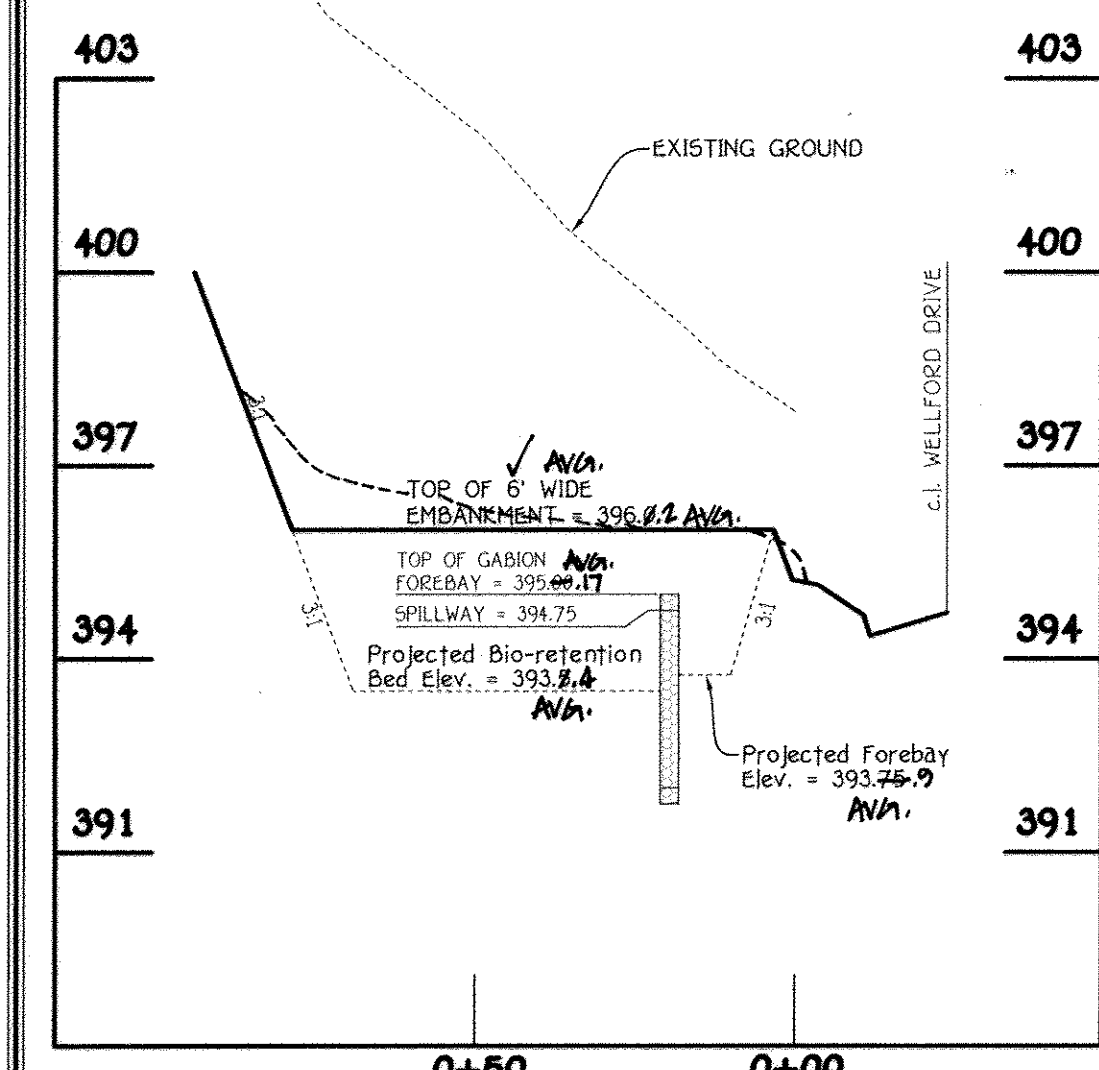 403
403
EXISTING GROUND
400
400
c.l. WELLFORD DRIVE
3:1
397
397
✓ AVG.
TOP OF 6' WIDE
EMBANKMENT = 396.0.2 AVG.
TOP OF GABION AVG.
FOREBAY = 395.00.17
SPILLWAY = 394.75
3:1
3:1
394
394
Projected Bio-retention
Bed Elev. = 393.5.4
AVG.
Projected Forebay
Elev. = 393.75.9
AVG.
391
391
0+50
0+00